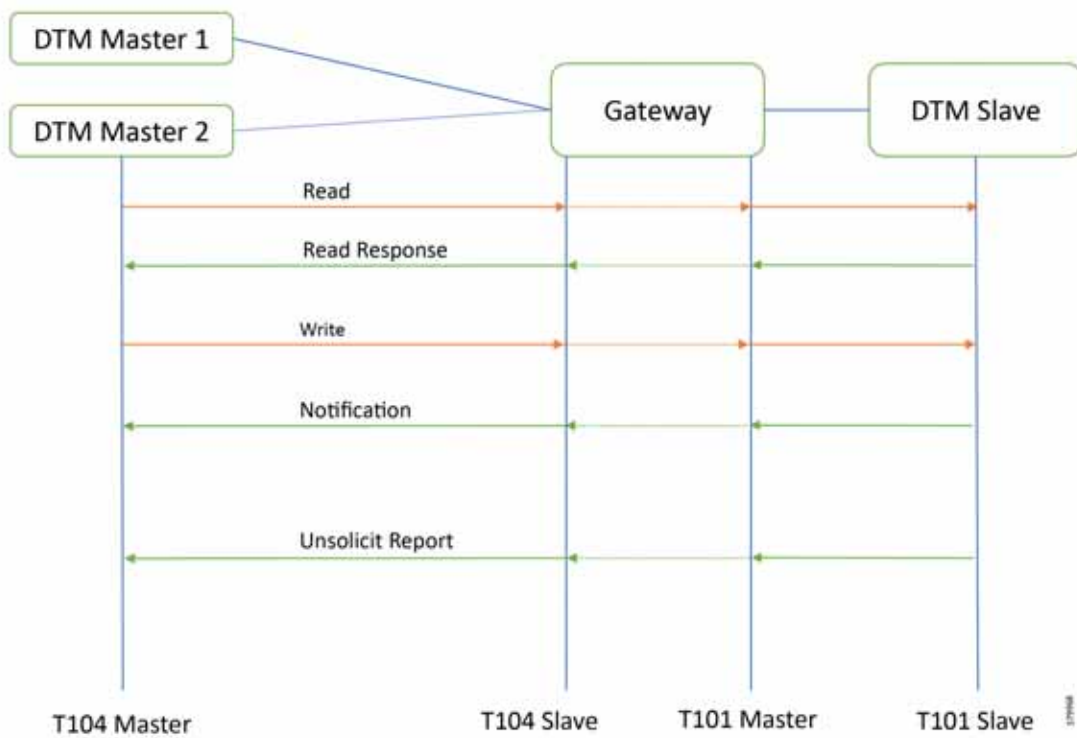 DTM Master 1
DTM Master 2
Gateway
DTM Slave
Read
Read Response
Write
Notification
Unsolicit Report
T104 Master
T104 Slave
T101 Master
T101 Slave